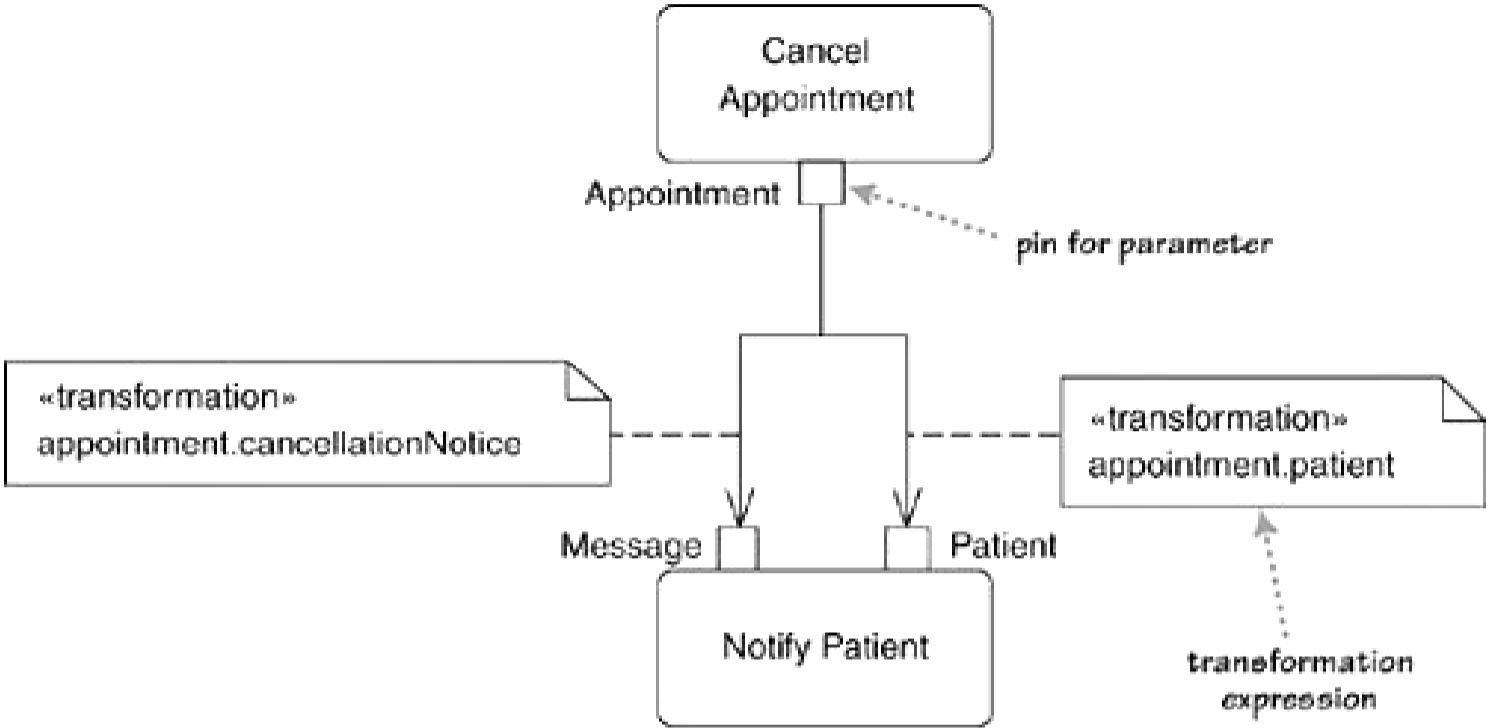 Cancel
Appointment
Appointment
pin for parameter
«transformation»
appointment.cancellationNotice
«transformation»
appointment.patient
Message
Patient
Notify Patient
transformation
expression